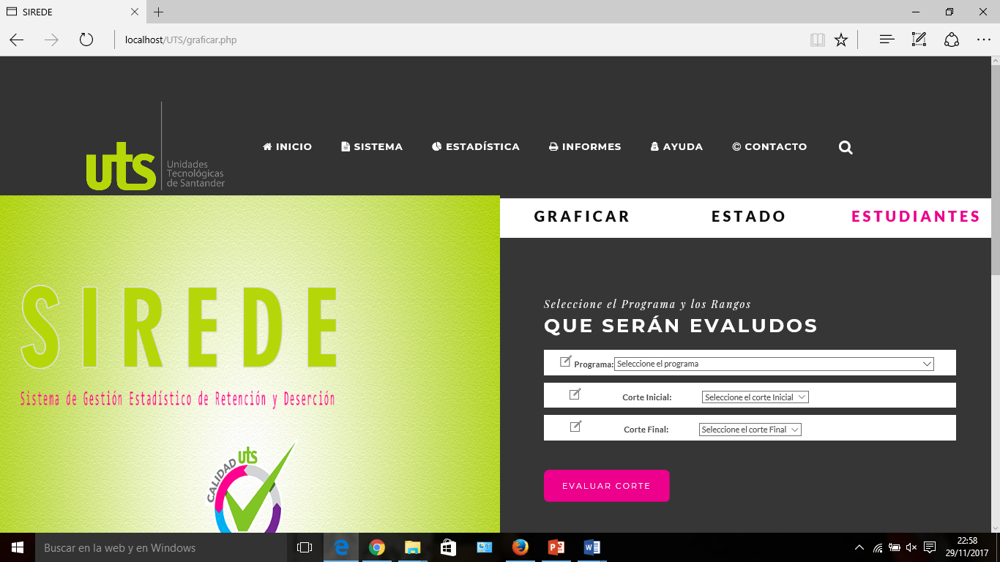 SIREDE
localhost/UTS/graficar.php
uts
Unidades
Tecnológicas
de Santander
INICIO SISTEMA ESTADÍSTICA INFORMES AYUDA CONTACTO
GRAFICAR ESTADO ESTUDIANTES
SIREDE
Sistema de Gestión Estadístico de Retención y Deserción
CALIDAD uts
Seleccione el Programa y los Rangos
QUE SERÁN EVALUDOS
Programa: Seleccione el programa
Corte Inicial: Seleccione el corte Inicial
Corte Final: Seleccione el corte Final
EVALUAR CORTE
Buscar en la web y en Windows
22:58
29/11/2017